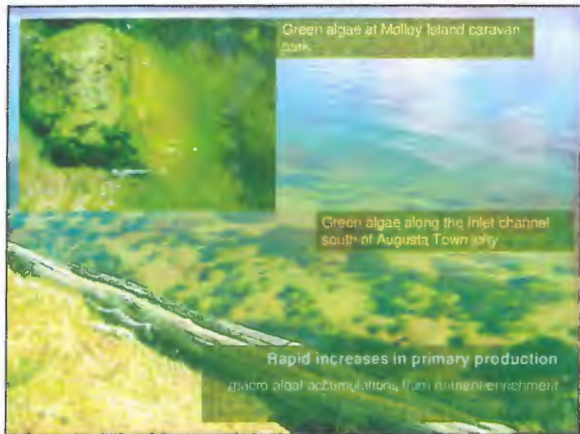 Green algae at Molloy Island caravan
park
Green algae along the inlet channel
south of Augusta Town jetty
Rapid increases in primary production
macro algal accumulations from nutrient enrichment